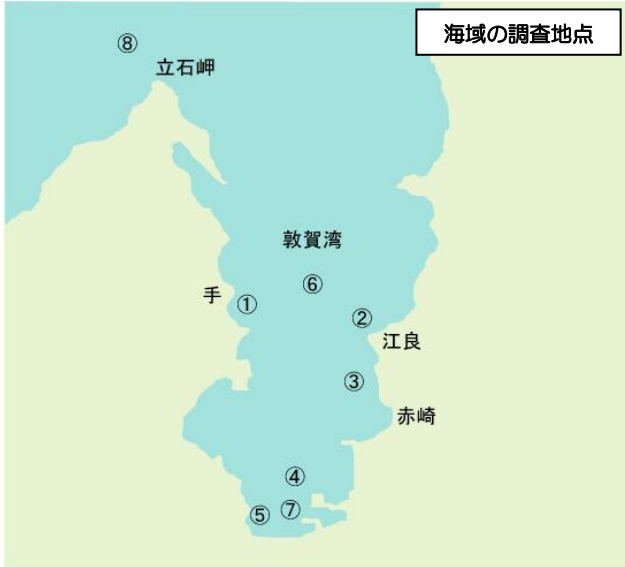 海域の調査地点
⑧
立石岬
敦賀湾
⑥
手
①
②
江良
③
赤崎
④
⑤
⑦